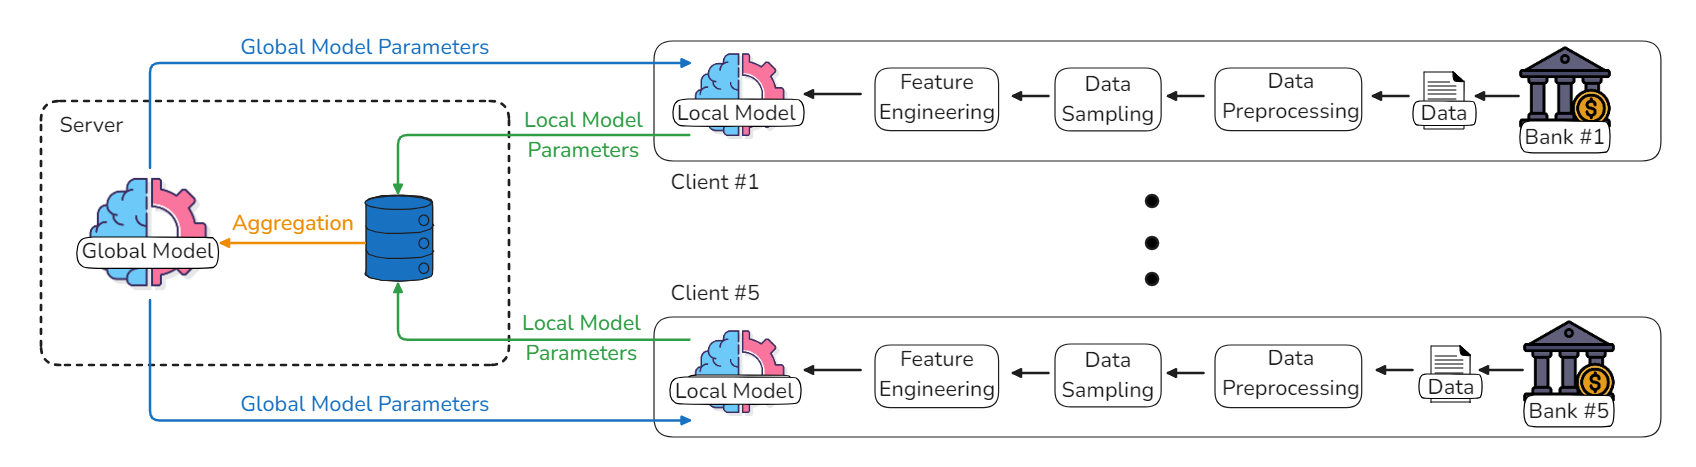 Global Model Parameters
Server
Local Model
Parameters
Global Model
Aggregation
Local Model
Feature
Engineering
Data
Sampling
Data
Preprocessing
Data
Bank #1
Client #1
Client #5
Local Model
Parameters
Global Model Parameters
Local Model
Feature
Engineering
Data
Sampling
Data
Preprocessing
Data
Bank #5